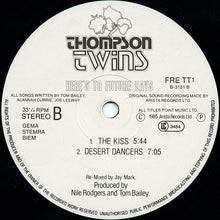 THOMPSON
twins
HERE'S TO FUTURE DAYS
FRE TT1
B-3151 B
ALL SONGS WRITTEN BY TOM BAILEY,
ALANNAH CURRIE, JOE LEEWAY
ORIGINAL SOUND RECORDING MADE BY
ARISTA RECORDS LTD.
33⅓ RPM
STEREO B
ALL TITLES POINT MUSIC LTD.
℗ 1985 Arista Records Ltd
GEMA
STEMRA
BIEM
LC 3484
1. THE KISS 5:44
2. DESERT DANCERS 7:05
Re-Mixed by Jay Mark
Produced by
Nile Rodgers and Tom Bailey.